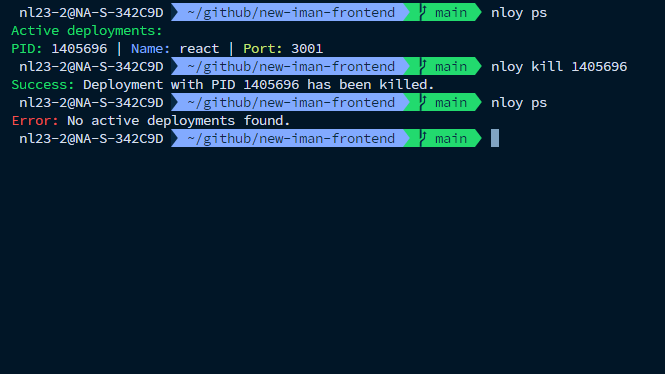 nl23-2@NA-S-342C9D ~/github/new-iman-frontend main nloy ps
Active deployments:
PID: 1405696 | Name: react | Port: 3001
nl23-2@NA-S-342C9D ~/github/new-iman-frontend main nloy kill 1405696
Success: Deployment with PID 1405696 has been killed.
nl23-2@NA-S-342C9D ~/github/new-iman-frontend main nloy ps
Error: No active deployments found.
nl23-2@NA-S-342C9D ~/github/new-iman-frontend main